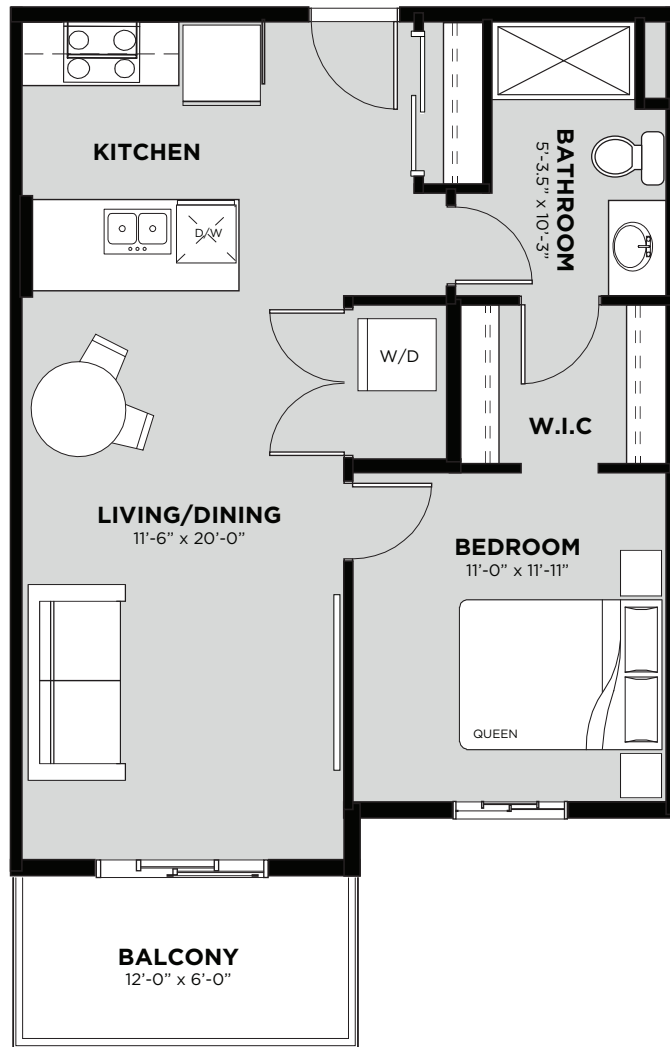 KITCHEN
BATHROOM
5'-3.5" x 10'-3"
D/W
W/D
W.I.C
LIVING/DINING
11'-6" x 20'-0"
BEDROOM
11'-0" x 11'-11"
QUEEN
BALCONY
12'-0" x 6'-0"